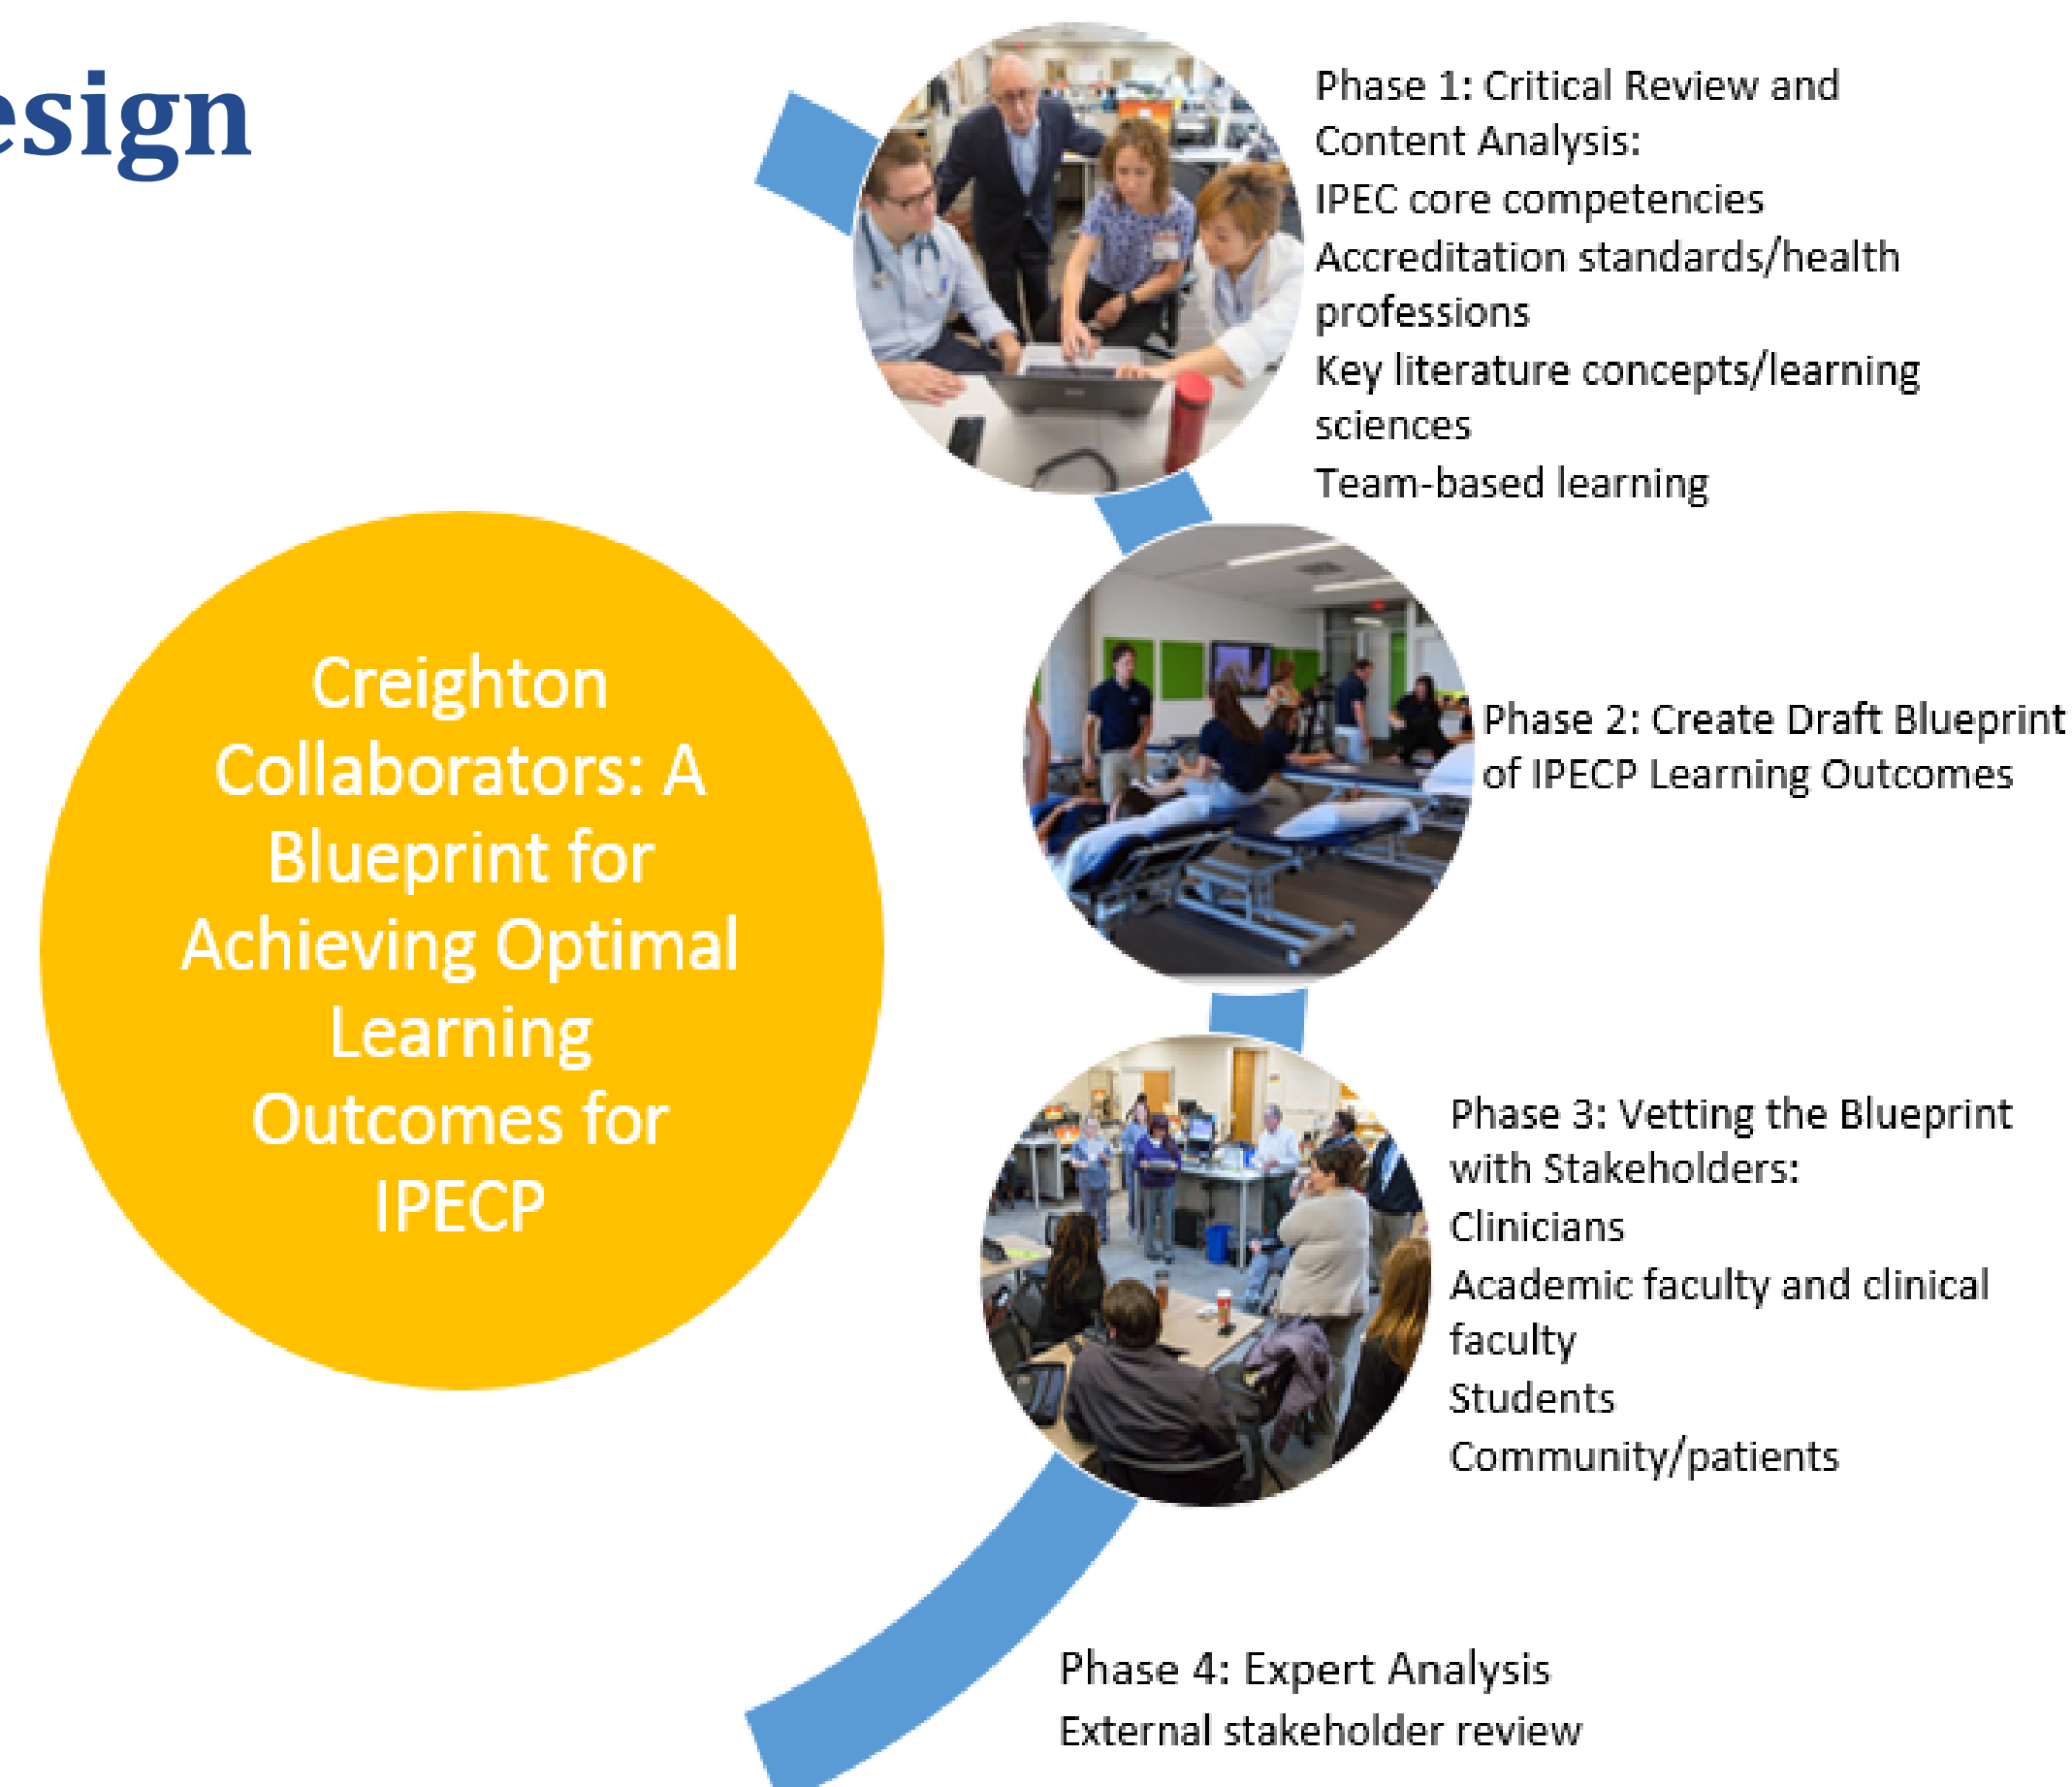 esign
Creighton
Collaborators: A
Blueprint for
Achieving Optimal
Learning
Outcomes for
IPECP
Phase 1: Critical Review and
Content Analysis:
IPEC core competencies
Accreditation standards/health
professions
Key literature concepts/learning
sciences
Team-based learning
Phase 2: Create Draft Blueprint
of IPECP Learning Outcomes
Phase 3: Vetting the Blueprint
with Stakeholders:
Clinicians
Academic faculty and clinical
faculty
Students
Community/patients
Phase 4: Expert Analysis
External stakeholder review